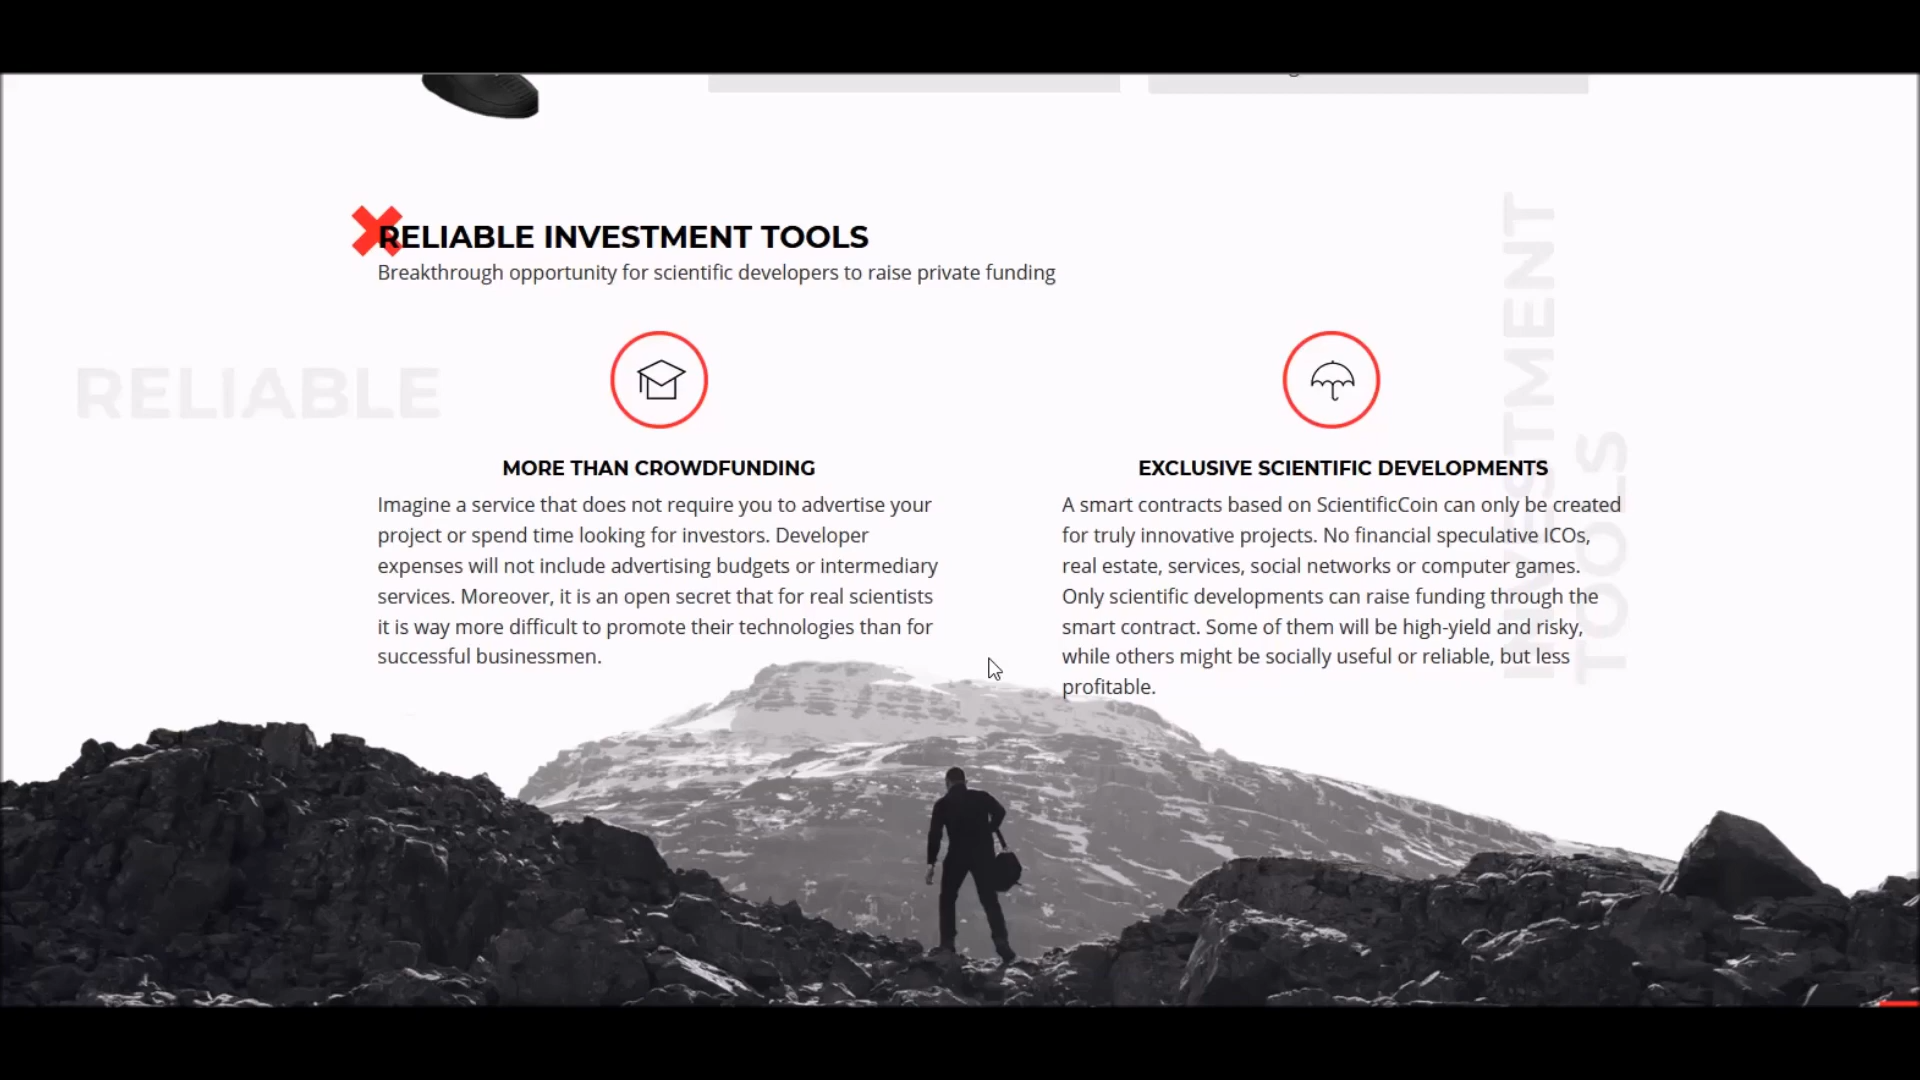 RELIABLE INVESTMENT TOOLS
Breakthrough opportunity for scientific developers to raise private funding
RELIABLE
INVESTMENT
TOOLS
MORE THAN CROWDFUNDING
Imagine a service that does not require you to advertise your
project or spend time looking for investors. Developer
expenses will not include advertising budgets or intermediary
services. Moreover, it is an open secret that for real scientists
it is way more difficult to promote their technologies than for
successful businessmen.
EXCLUSIVE SCIENTIFIC DEVELOPMENTS
A smart contracts based on ScientificCoin can only be created
for truly innovative projects. No financial speculative ICOs,
real estate, services, social networks or computer games.
Only scientific developments can raise funding through the
smart contract. Some of them will be high-yield and risky,
while others might be socially useful or reliable, but less
profitable.